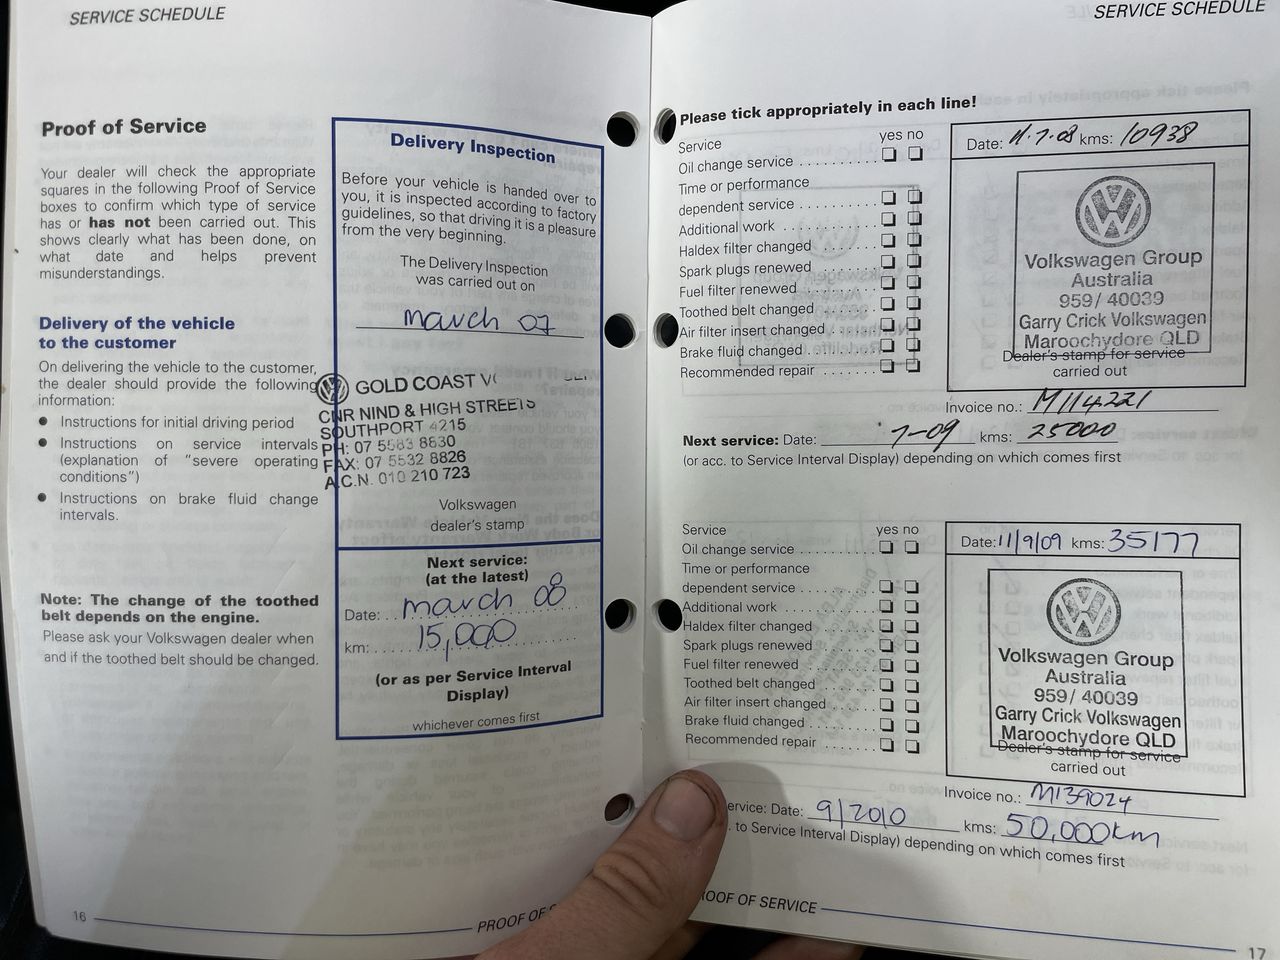 SERVICE SCHEDULE
Proof of Service
Your dealer will check the appropriate
squares in the following Proof of Service
boxes to confirm which type of service
has or has not been carried out. This
shows clearly what has been done, on
what date and helps prevent
misunderstandings.
Delivery of the vehicle
to the customer
On delivering the vehicle to the customer,
the dealer should provide the following
information:
● Instructions for initial driving period
● Instructions on service intervals
(explanation of "severe operating
conditions")
● Instructions on brake fluid change
intervals.
Note: The change of the toothed
belt depends on the engine.
Please ask your Volkswagen dealer when
and if the toothed belt should be changed.
Delivery Inspection
Before your vehicle is handed over to
you, it is inspected according to factory
guidelines, so that driving it is a pleasure
from the very beginning.
The Delivery Inspection
was carried out on
march 07
GOLD COAST
CNR NIND & HIGH STREETS
SOUTHPORT 4215
PH: 07 5583 8830
FAX: 07 5532 8826
A.C.N. 010 210 723
Volkswagen
dealer's stamp
Next service:
(at the latest)
Date: march 08
km: 15,000
(or as per Service Interval
Display)
whichever comes first
16
PROOF OF
SERVICE SCHEDULE
Please tick appropriately in each line!
Service yes no
Oil change service
Time or performance
dependent service
Additional work
Haldex filter changed
Spark plugs renewed
Fuel filter renewed
Toothed belt changed
Air filter insert changed
Brake fluid changed
Recommended repair
Date: 11.7.08 kms: 10938
Volkswagen Group
Australia
959/ 40039
Garry Crick Volkswagen
Maroochydore QLD
Dealer's stamp for service
carried out
Invoice no.: M114221
Next service: Date: 7-09 kms: 25000
(or acc. to Service Interval Display) depending on which comes first
Service yes no
Oil change service
Time or performance
dependent service
Additional work
Haldex filter changed
Spark plugs renewed
Fuel filter renewed
Toothed belt changed
Air filter insert changed
Brake fluid changed
Recommended repair
Date: 11/9/09 kms: 35177
Volkswagen Group
Australia
959/ 40039
Garry Crick Volkswagen
Maroochydore QLD
Dealer's stamp for service
carried out
Invoice no.: M139024
ervice: Date: 9/2010 kms: 50,000km
. to Service Interval Display) depending on which comes first
OOF OF SERVICE
17